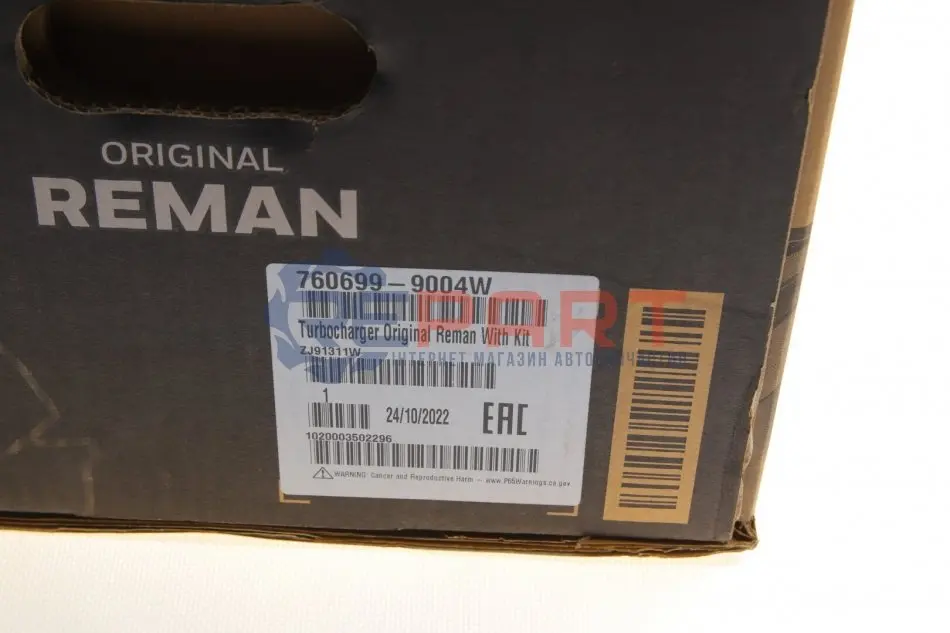 ORIGINAL
REMAN
760699-9004W
PART
Turbocharger Original Reman With Kit
ZJ91311W
ІНТЕРНЕТ МАГАЗИН
1
24/10/2022
EAC
1020003502296
WARNING: Cancer and Reproductive Harm - www.P65Warnings.ca.gov